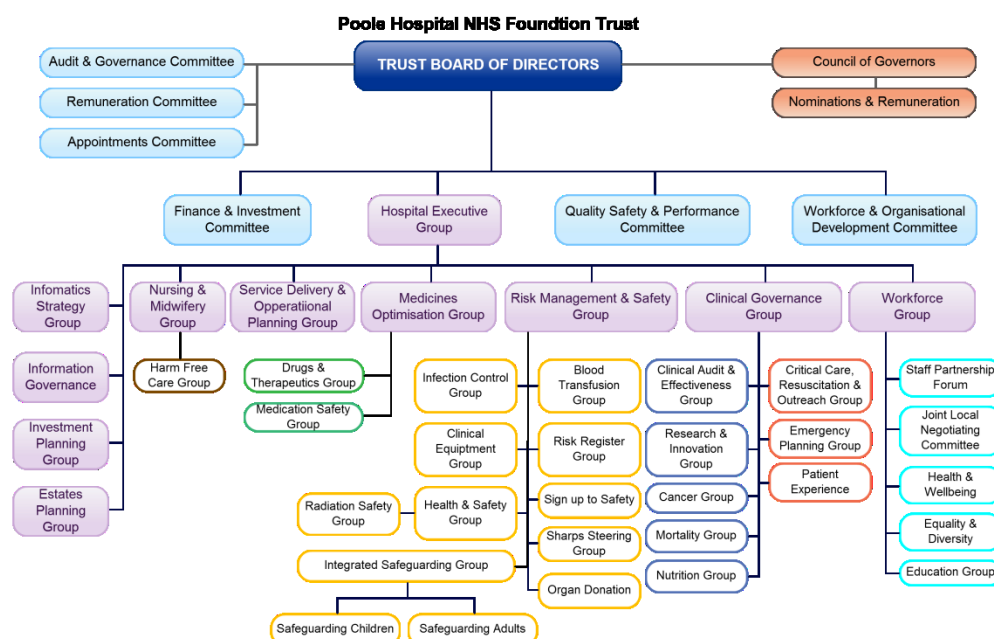 Poole Hospital NHS Foundtion Trust
Audit & Governance Committee
TRUST BOARD OF DIRECTORS
Council of Governors
Remuneration Committee
Nominations & Remuneration
Appointments Committee
Finance & Investment
Committee
Hospital Executive
Group
Quality Safety & Performance
Committee
Workforce & Organisational
Development Committee
Infomatics
Strategy
Group
Nursing &
Midwifery
Group
Service Delivery &
Opperatiional
Planning Group
Medicines
Optimisation Group
Risk Management & Safety
Group
Clinical Governance
Group
Workforce
Group
Information
Governance
Investment
Planning
Group
Estates
Planning
Group
Harm Free
Care Group
Drugs &
Therapeutics Group
Medication Safety
Group
Infection Control
Group
Blood
Transfusion
Group
Clinical
Equiptment
Group
Risk Register
Group
Radiation Safety
Group
Health & Safety
Group
Sign up to Safety
Sharps Steering
Group
Integrated Safeguarding Group
Organ Donation
Safeguarding Children
Safeguarding Adults
Clinical Audit &
Effectiveness
Group
Critical Care,
Resuscitation &
Outreach Group
Research &
Innovation
Group
Emergency
Planning Group
Cancer Group
Patient
Experience
Mortality Group
Nutrition Group
Staff Partnership
Forum
Joint Local
Negotiating
Committee
Health &
Wellbeing
Equality &
Diversity
Education Group